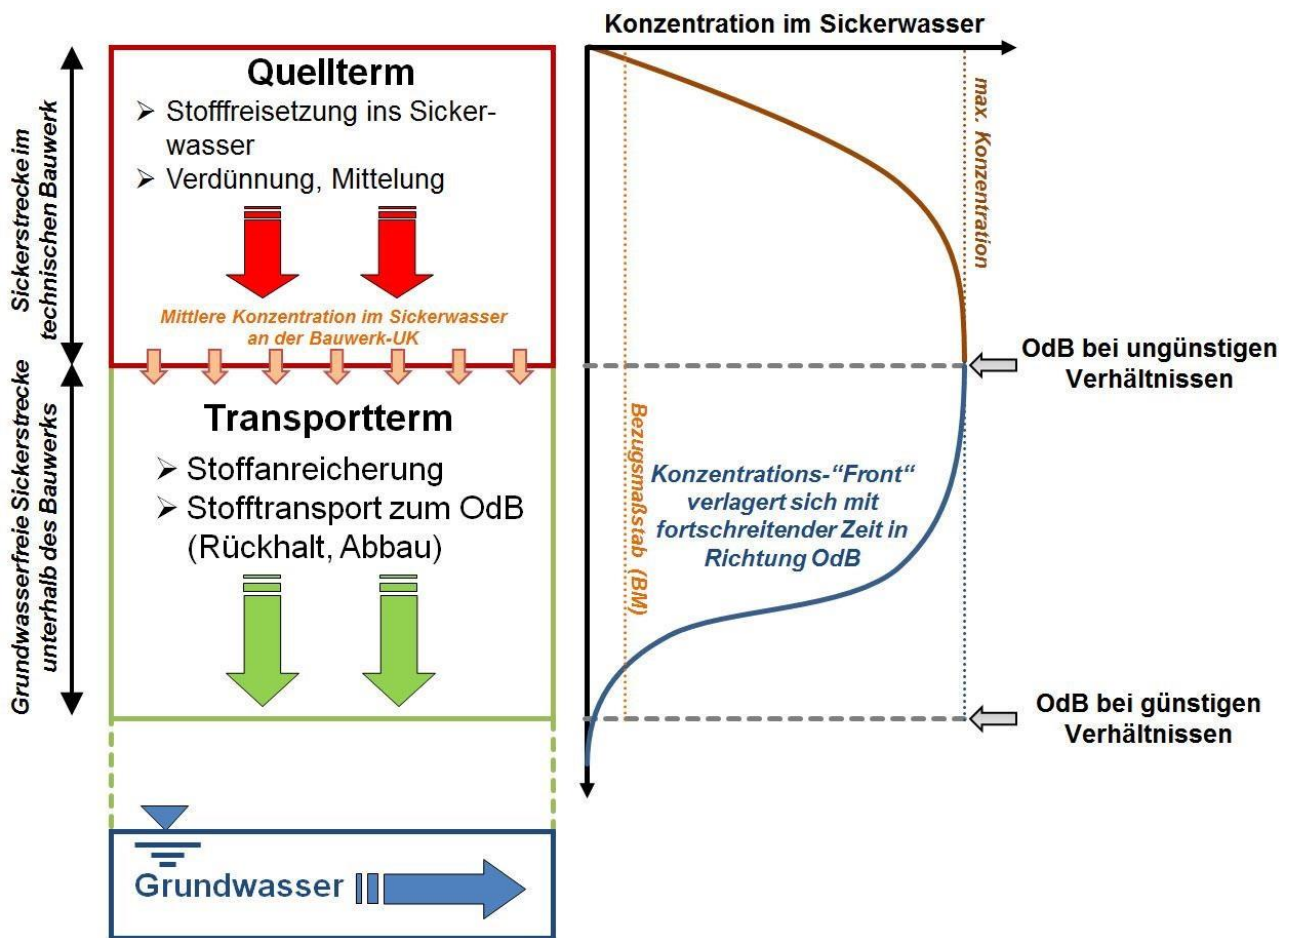 Konzentration im Sickerwasser
Sickerstrecke im
technischen Bauwerk
Quellterm
➢ Stofffreisetzung ins Sicker-
wasser
➢ Verdünnung, Mittelung
Mittlere Konzentration im Sickerwasser
an der Bauwerk-UK
max. Konzentration
OdB bei ungünstigen
Verhältnissen
Grundwasserfreie Sickerstrecke
unterhalb des Bauwerks
Transportterm
➢ Stoffanreicherung
➢ Stofftransport zum OdB
(Rückhalt, Abbau)
Bezugsmaßstab (BM)
Konzentrations-“Front“
verlagert sich mit
fortschreitender Zeit in
Richtung OdB
OdB bei günstigen
Verhältnissen
Grundwasser